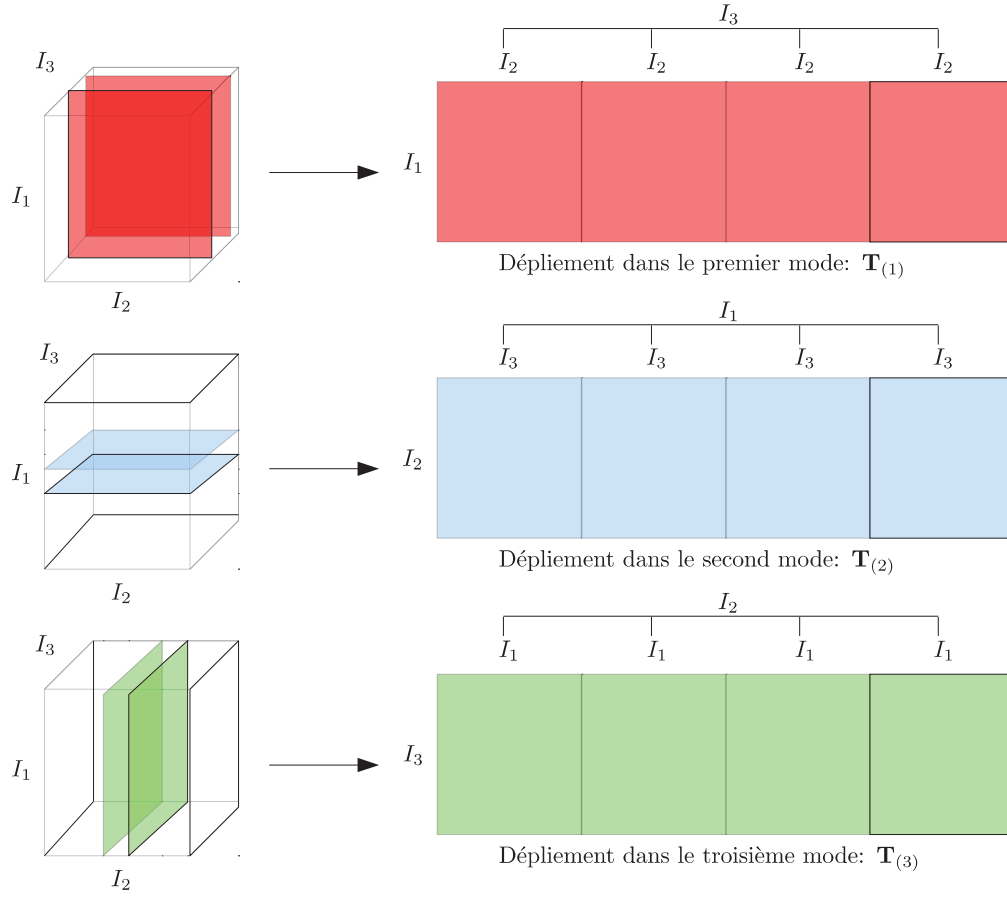 I₃
I₂ I₂ I₂ I₂
I₃
I₁
I₁
I₂
Dépliement dans le premier mode: T₍₁₎
I₁
I₃ I₃ I₃ I₃
I₃
I₁
I₂
I₂
Dépliement dans le second mode: T₍₂₎
I₂
I₁ I₁ I₁ I₁
I₃
I₁
I₃
I₂
Dépliement dans le troisième mode: T₍₃₎